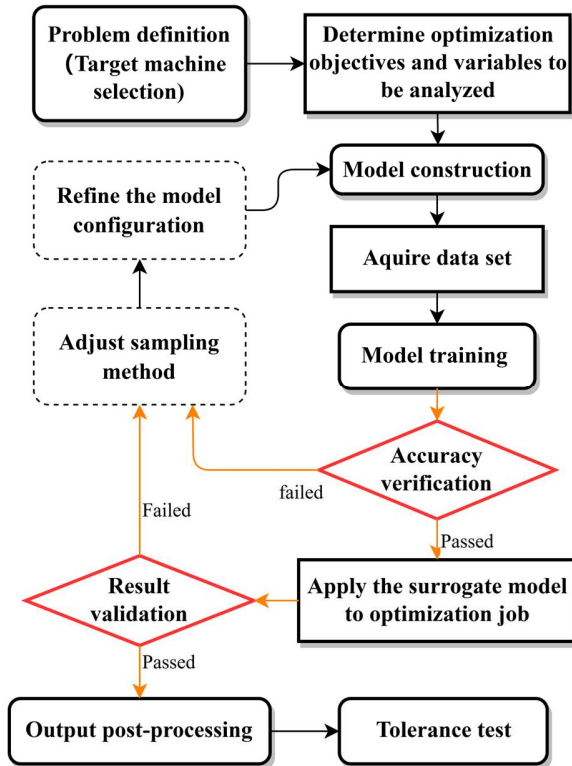 Problem definition
（Target machine
selection)
Determine optimization
objectives and variables to
be analyzed
Model construction
Refine the model
configuration
Aquire data set
Adjust sampling
method
Model training
Accuracy
verification
failed
Failed
Passed
Result
validation
Apply the surrogate model
to optimization job
Passed
Output post-processing
Tolerance test